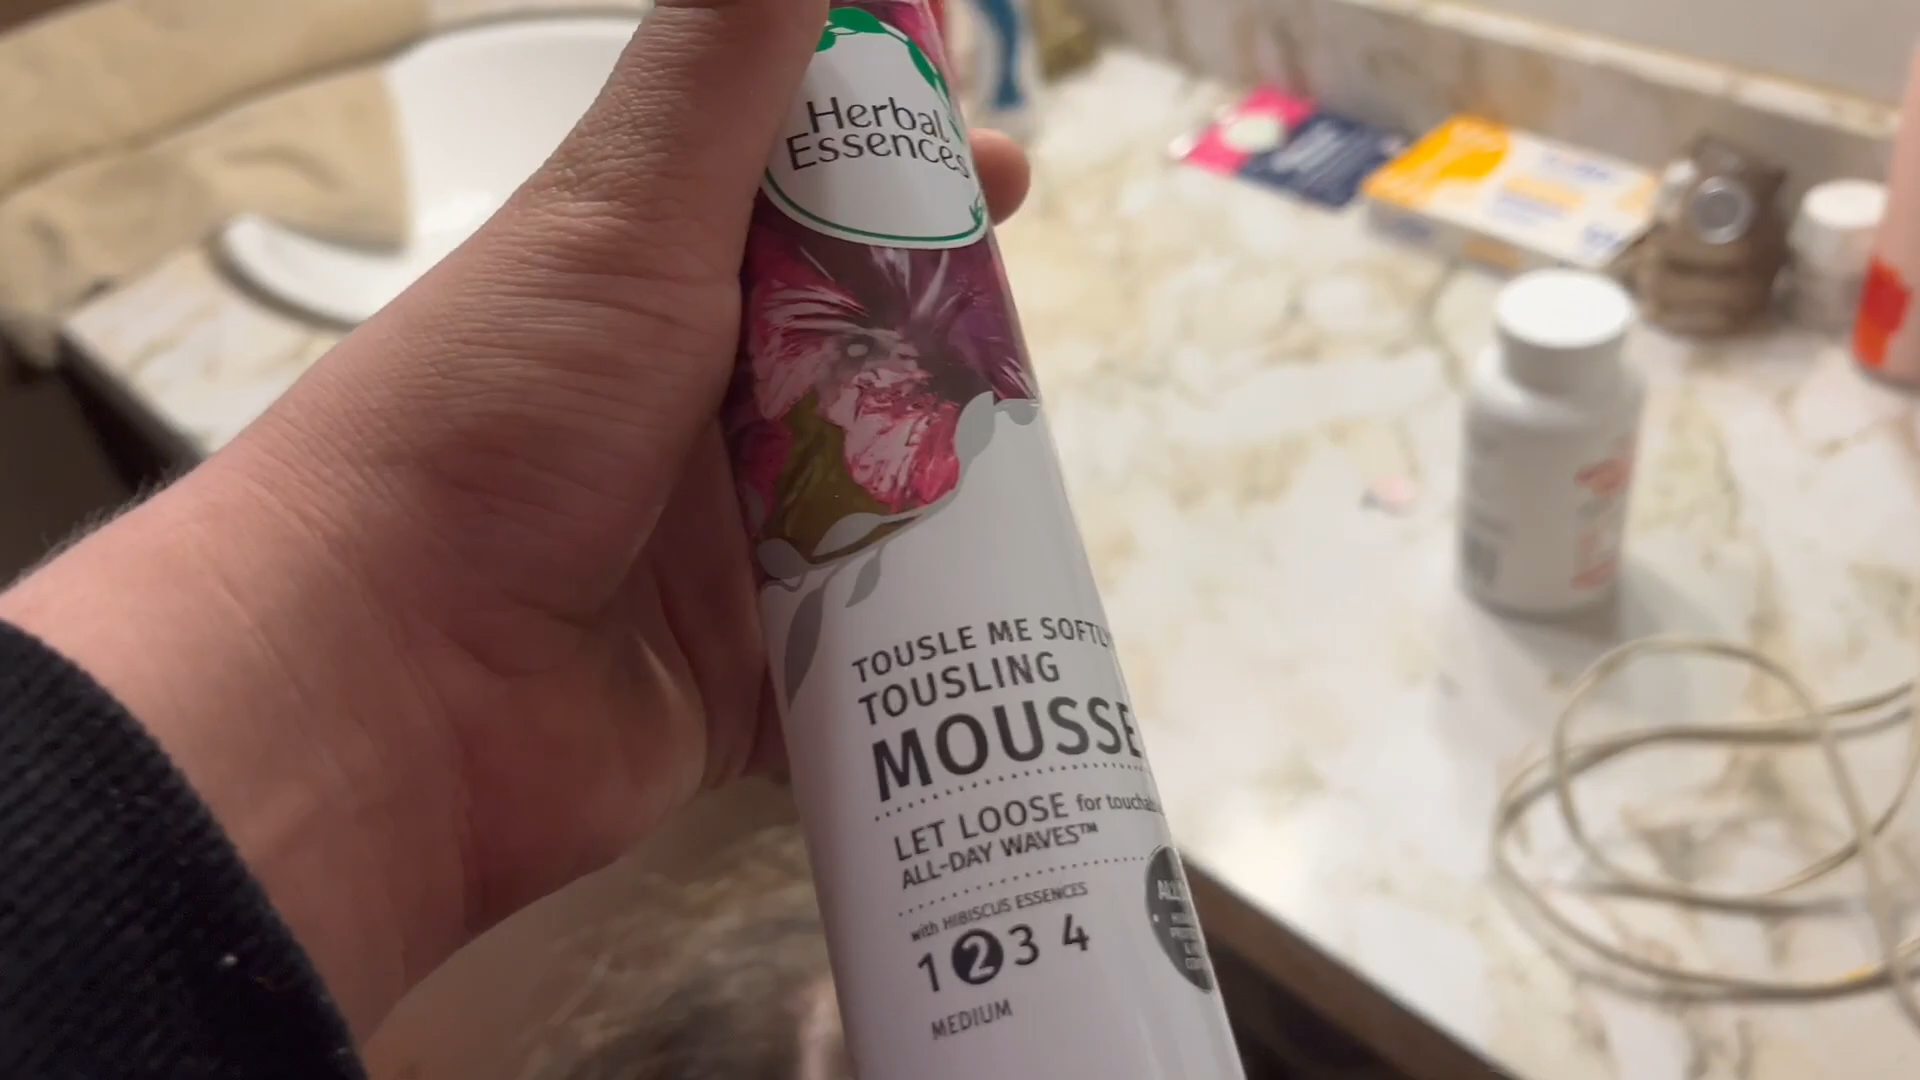 Herbal
Essences
TOUSLE ME SOFTLY
TOUSLING
MOUSSE
LET LOOSE for
ALL-DAY WAVES™
with HIBISCUS ESSENCES
1 2 3 4
MEDIUM